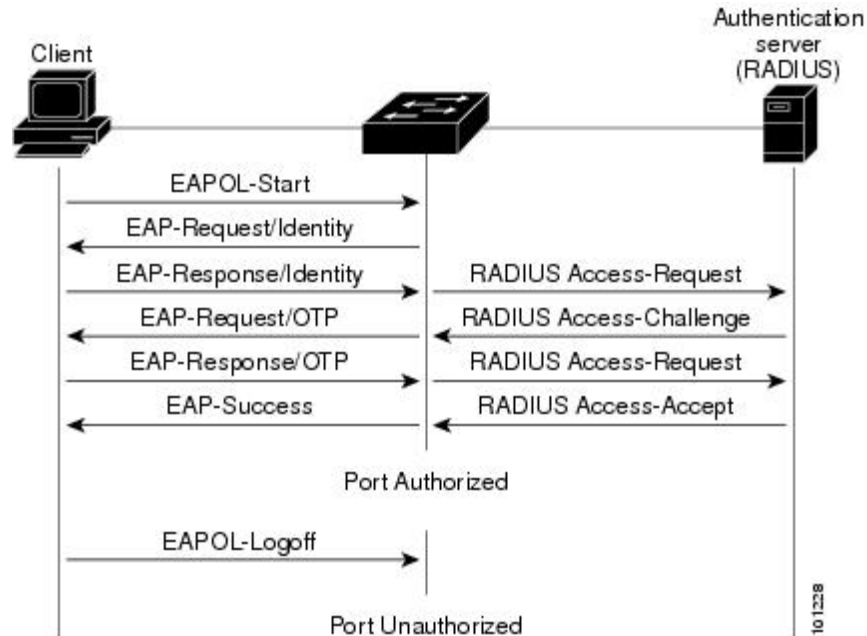 Client
Authentication
server
(RADIUS)
EAPOL-Start
EAP-Request/Identity
EAP-Response/Identity
RADIUS Access-Request
EAP-Request/OTP
RADIUS Access-Challenge
EAP-Response/OTP
RADIUS Access-Request
EAP-Success
RADIUS Access-Accept
Port Authorized
EAPOL-Logoff
Port Unauthorized
101228